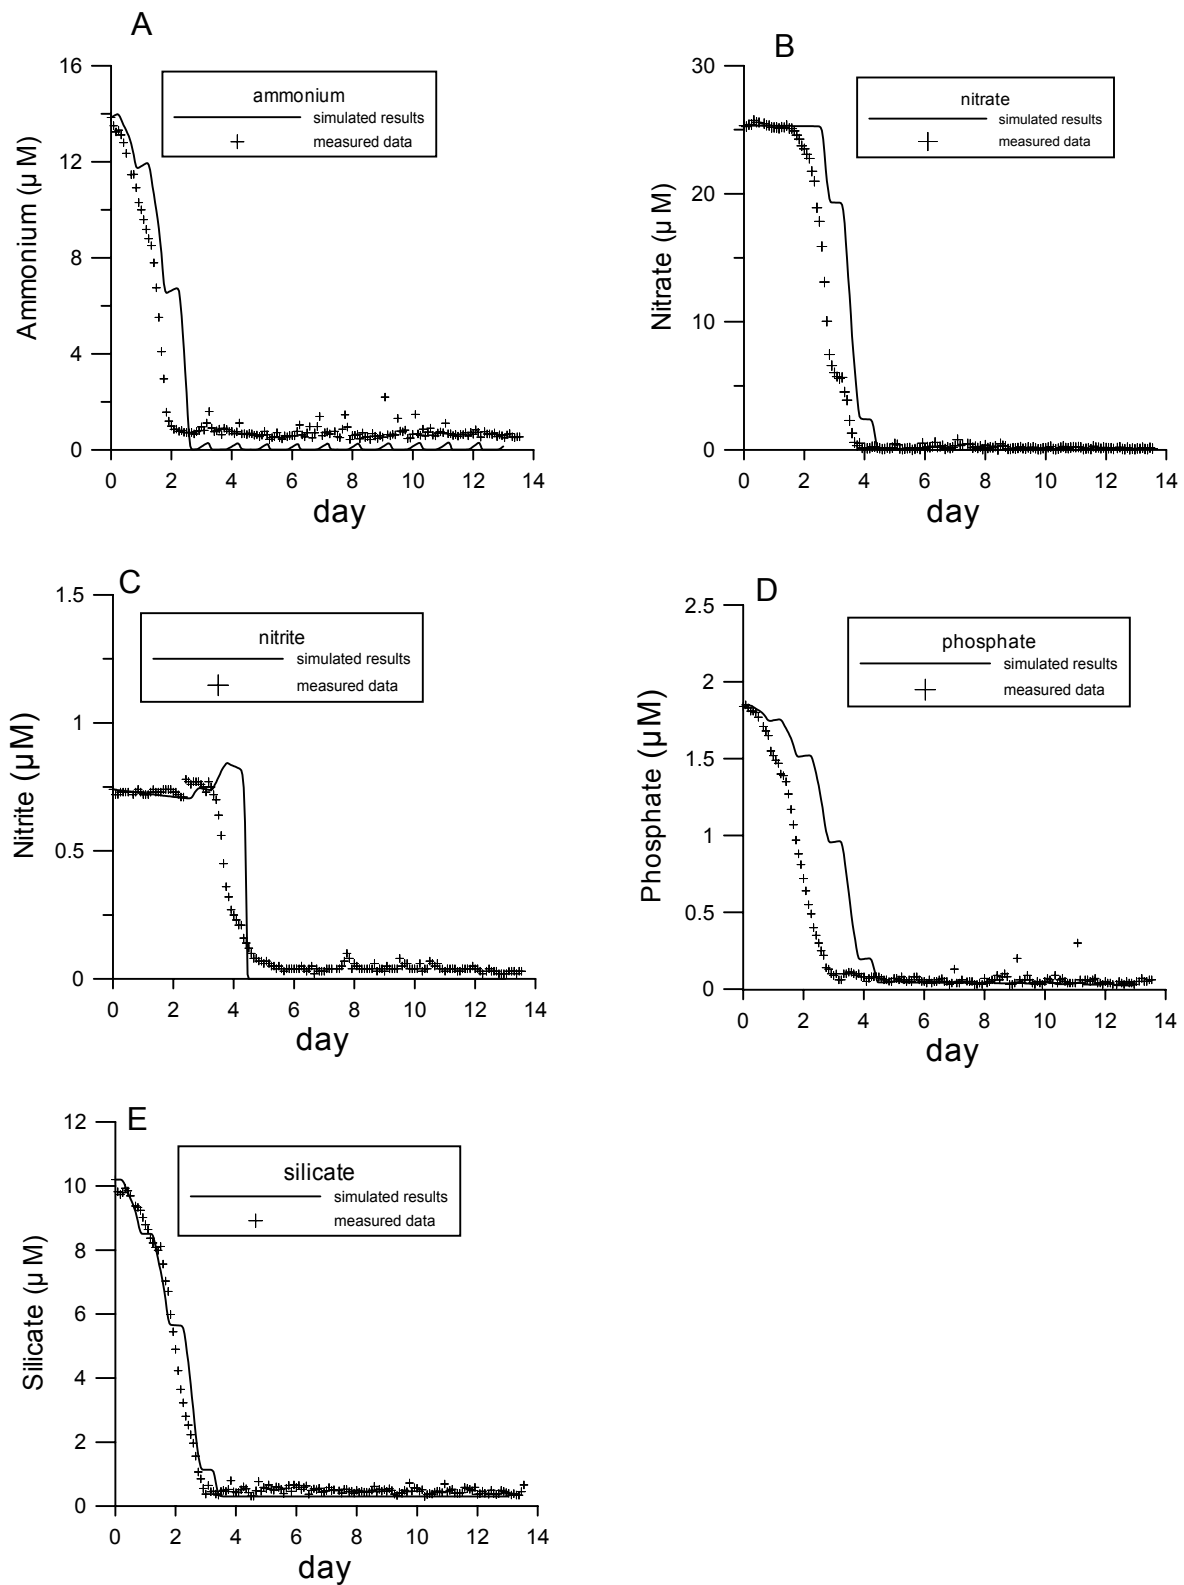 A
ammonium
simulated results
measured data
Ammonium (µ M)
16
12
8
4
0
0 2 4 6 8 10 12 14
day
B
nitrate
simulated results
measured data
Nitrate (µ M)
30
20
10
0
0 2 4 6 8 10 12 14
day
C
nitrite
simulated results
measured data
Nitrite (µM)
1.5
1
0.5
0
0 2 4 6 8 10 12 14
day
D
phosphate
simulated results
measured data
Phosphate (µM)
2.5
2
1.5
1
0.5
0
0 2 4 6 8 10 12 14
day
E
silicate
simulated results
measured data
Silicate (µ M)
12
10
8
6
4
2
0
0 2 4 6 8 10 12 14
day